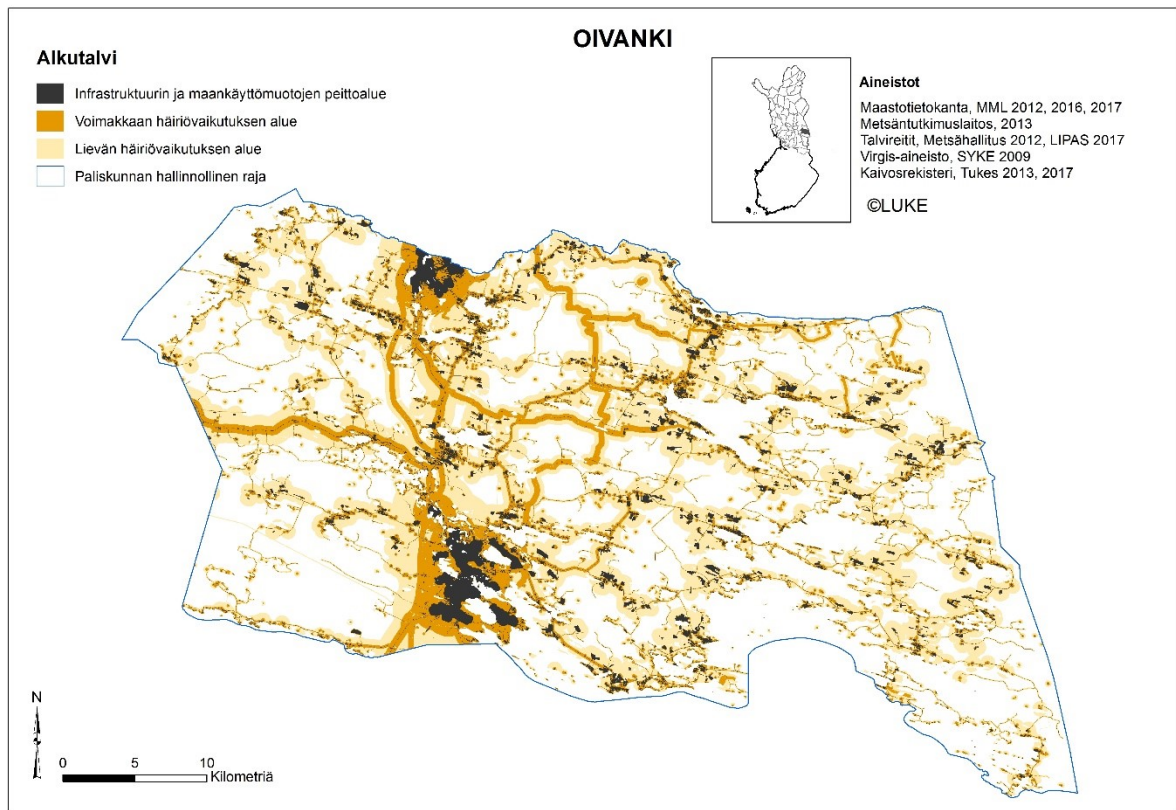 OIVANKI
Alkutalvi
Infrastruktuurin ja maankäyttömuotojen peittoalue
Voimakkaan häiriövaikutuksen alue
Lievän häiriövaikutuksen alue
Paliskunnan hallinnollinen raja
Aineistot
Maastotietokanta, MML 2012, 2016, 2017
Metsäntutkimuslaitos, 2013
Talvireitit, Metsähallitus 2012, LIPAS 2017
Virgis-aineisto, SYKE 2009
Kaivosrekisteri, Tukes 2013, 2017
©LUKE
N
0 5 10
Kilometriä